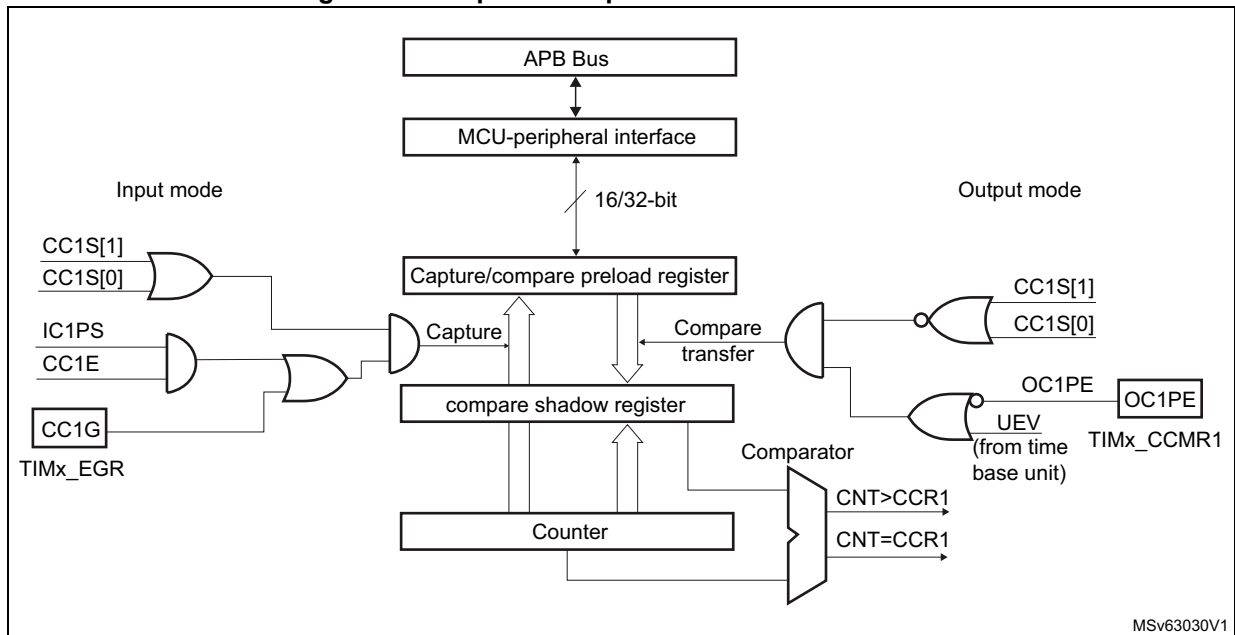 APB Bus
MCU-peripheral interface
Input mode
16/32-bit
Output mode
CC1S[1]
CC1S[0]
Capture/compare preload register
CC1S[1]
CC1S[0]
IC1PS
CC1E
Capture
Compare
transfer
CC1G
TIMx_EGR
compare shadow register
OC1PE
OC1PE
UEV
(from time
base unit)
TIMx_CCMR1
Comparator
CNT>CCR1
Counter
CNT=CCR1
MSv63030V1